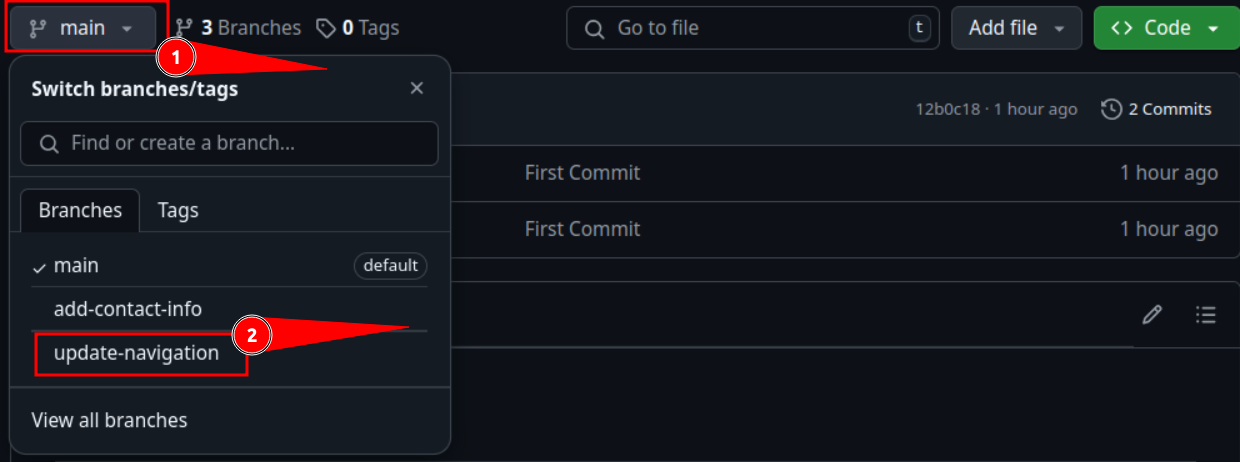 main 3 Branches 0 Tags Go to file t Add file Code
1
Switch branches/tags
12b0c18 · 1 hour ago 2 Commits
Find or create a branch...
First Commit 1 hour ago
Branches Tags
First Commit 1 hour ago
main default
add-contact-info
2
update-navigation
View all branches